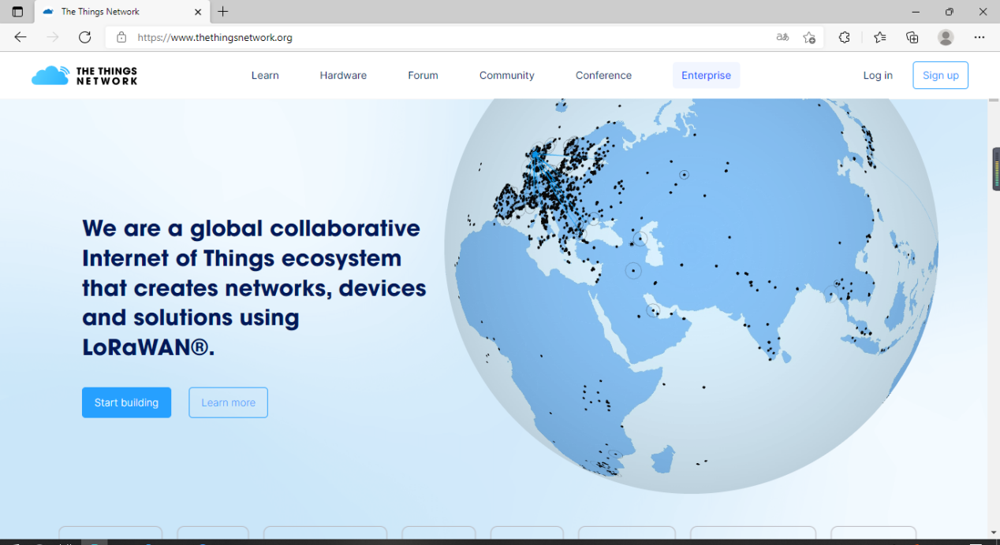 The Things Network
https://www.thethingsnetwork.org
THE THINGS
NETWORK
Learn
Hardware
Forum
Community
Conference
Enterprise
Log in
Sign up
We are a global collaborative
Internet of Things ecosystem
that creates networks, devices
and solutions using
LoRaWAN®.
Start building
Learn more